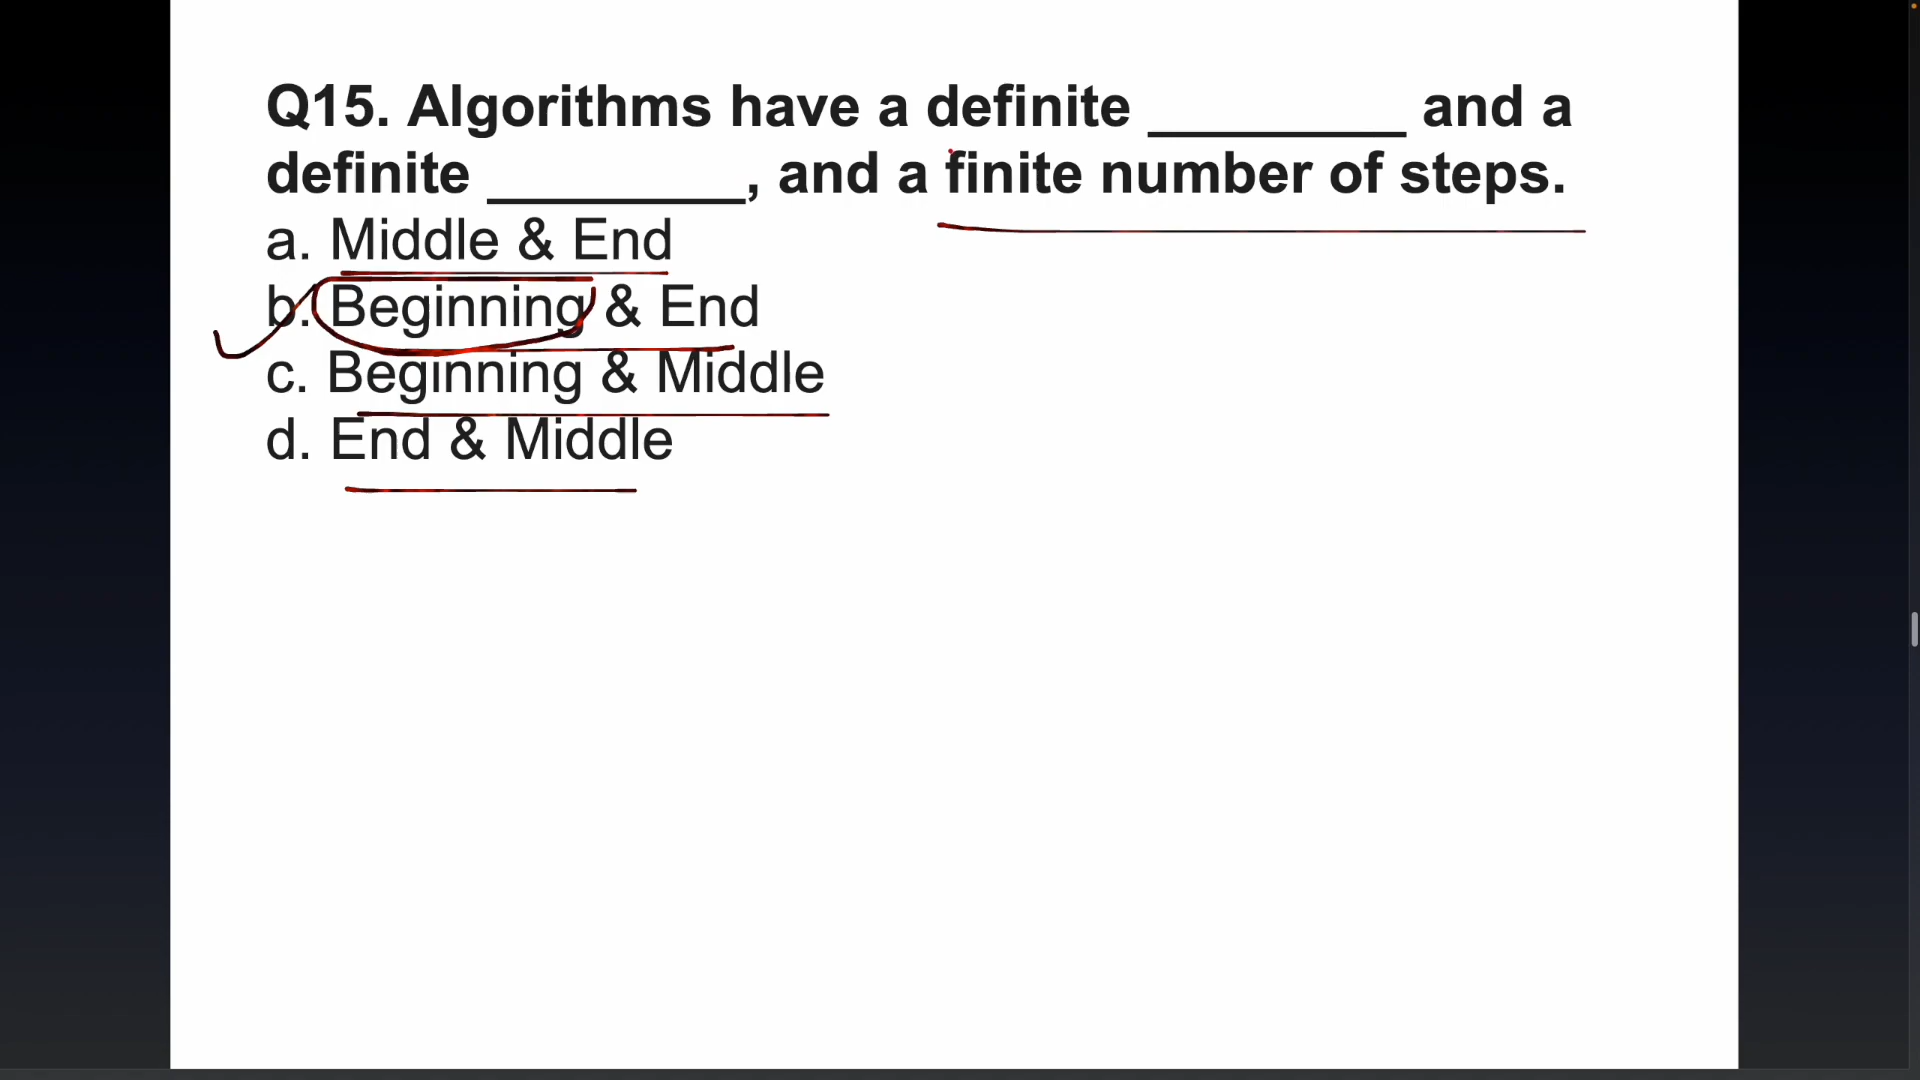 Q15. Algorithms have a definite ________ and a
definite ________, and a finite number of steps.
a. Middle & End
b. Beginning & End
c. Beginning & Middle
d. End & Middle